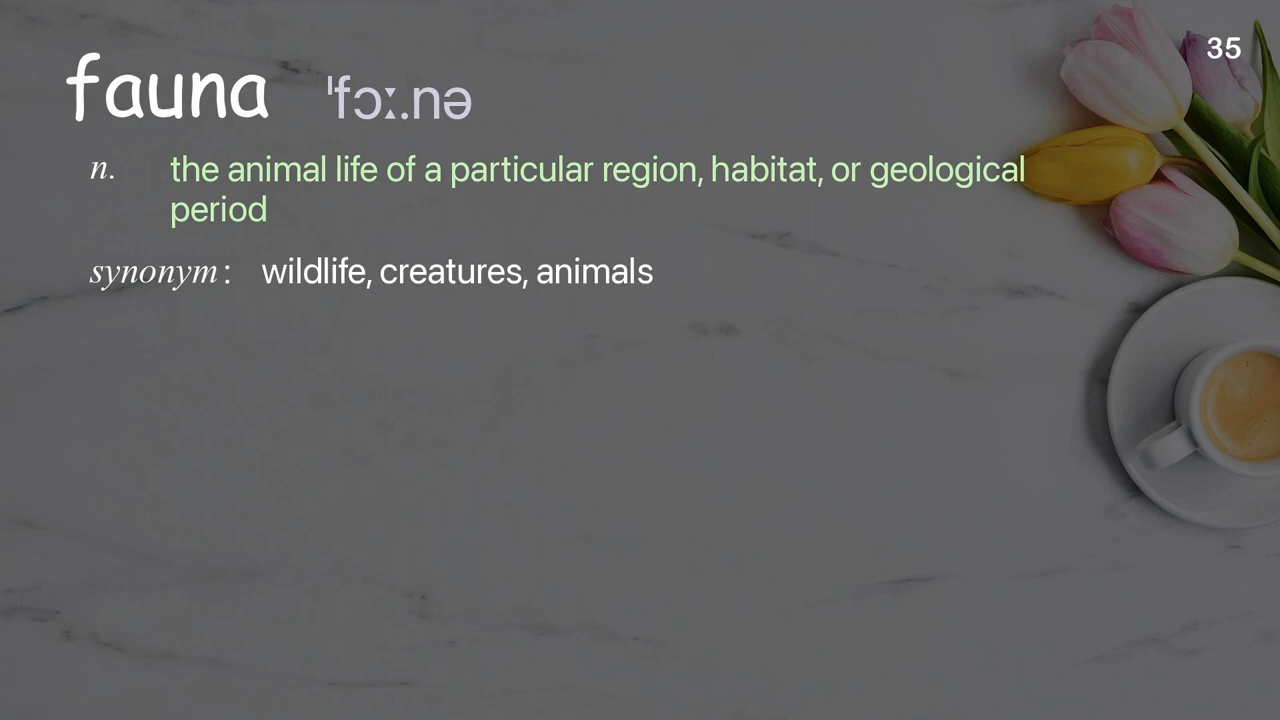 35
fauna ˈfɔː.nə
n. the animal life of a particular region, habitat, or geological
period
synonym: wildlife, creatures, animals